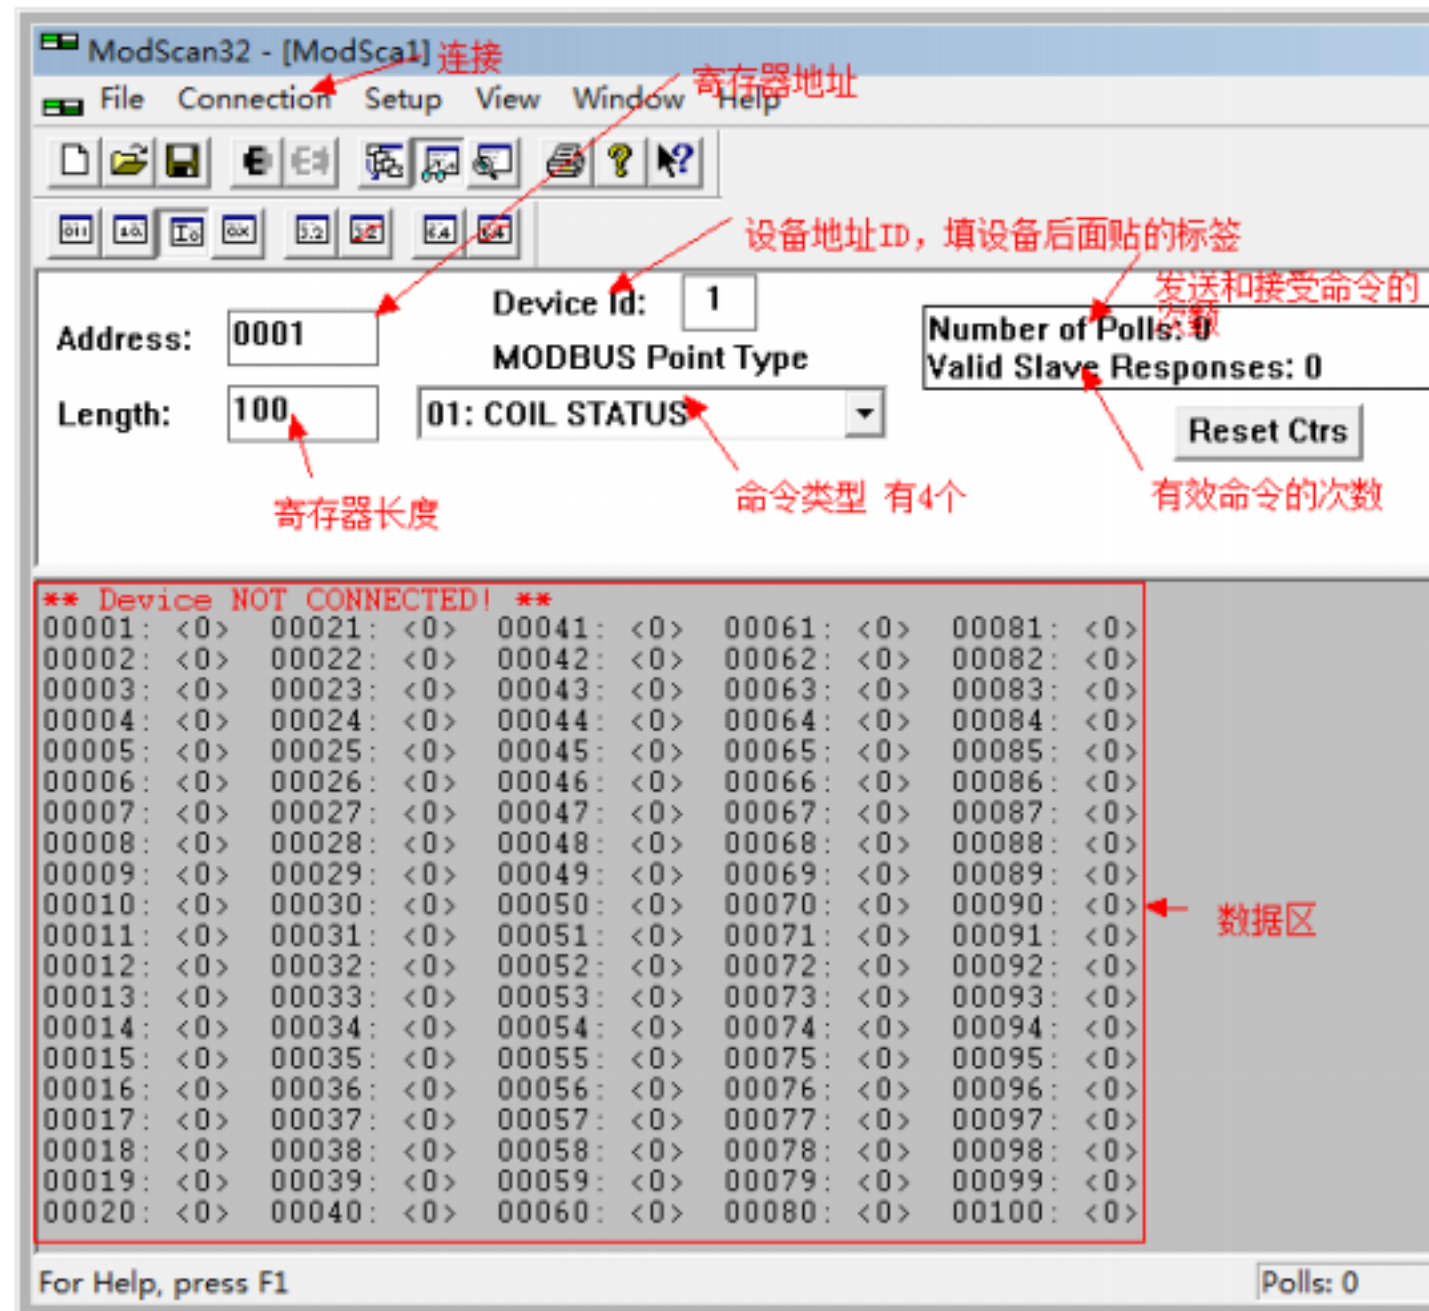 ModScan32 - [ModSca1]
连接
File Connection Setup View Window Help
寄存器地址
设备地址ID，填设备后面贴的标签
发送和接受命令的
次数
Address: 0001
Device Id: 1
MODBUS Point Type
Number of Polls: 0
Valid Slave Responses: 0
Length: 100
01: COIL STATUS
Reset Ctrs
寄存器长度
命令类型 有4个
有效命令的次数
** Device NOT CONNECTED! **
00001: <0> 00021: <0> 00041: <0> 00061: <0> 00081: <0>
00002: <0> 00022: <0> 00042: <0> 00062: <0> 00082: <0>
00003: <0> 00023: <0> 00043: <0> 00063: <0> 00083: <0>
00004: <0> 00024: <0> 00044: <0> 00064: <0> 00084: <0>
00005: <0> 00025: <0> 00045: <0> 00065: <0> 00085: <0>
00006: <0> 00026: <0> 00046: <0> 00066: <0> 00086: <0>
00007: <0> 00027: <0> 00047: <0> 00067: <0> 00087: <0>
00008: <0> 00028: <0> 00048: <0> 00068: <0> 00088: <0>
00009: <0> 00029: <0> 00049: <0> 00069: <0> 00089: <0>
00010: <0> 00030: <0> 00050: <0> 00070: <0> 00090: <0>
数据区
00011: <0> 00031: <0> 00051: <0> 00071: <0> 00091: <0>
00012: <0> 00032: <0> 00052: <0> 00072: <0> 00092: <0>
00013: <0> 00033: <0> 00053: <0> 00073: <0> 00093: <0>
00014: <0> 00034: <0> 00054: <0> 00074: <0> 00094: <0>
00015: <0> 00035: <0> 00055: <0> 00075: <0> 00095: <0>
00016: <0> 00036: <0> 00056: <0> 00076: <0> 00096: <0>
00017: <0> 00037: <0> 00057: <0> 00077: <0> 00097: <0>
00018: <0> 00038: <0> 00058: <0> 00078: <0> 00098: <0>
00019: <0> 00039: <0> 00059: <0> 00079: <0> 00099: <0>
00020: <0> 00040: <0> 00060: <0> 00080: <0> 00100: <0>
For Help, press F1
Polls: 0